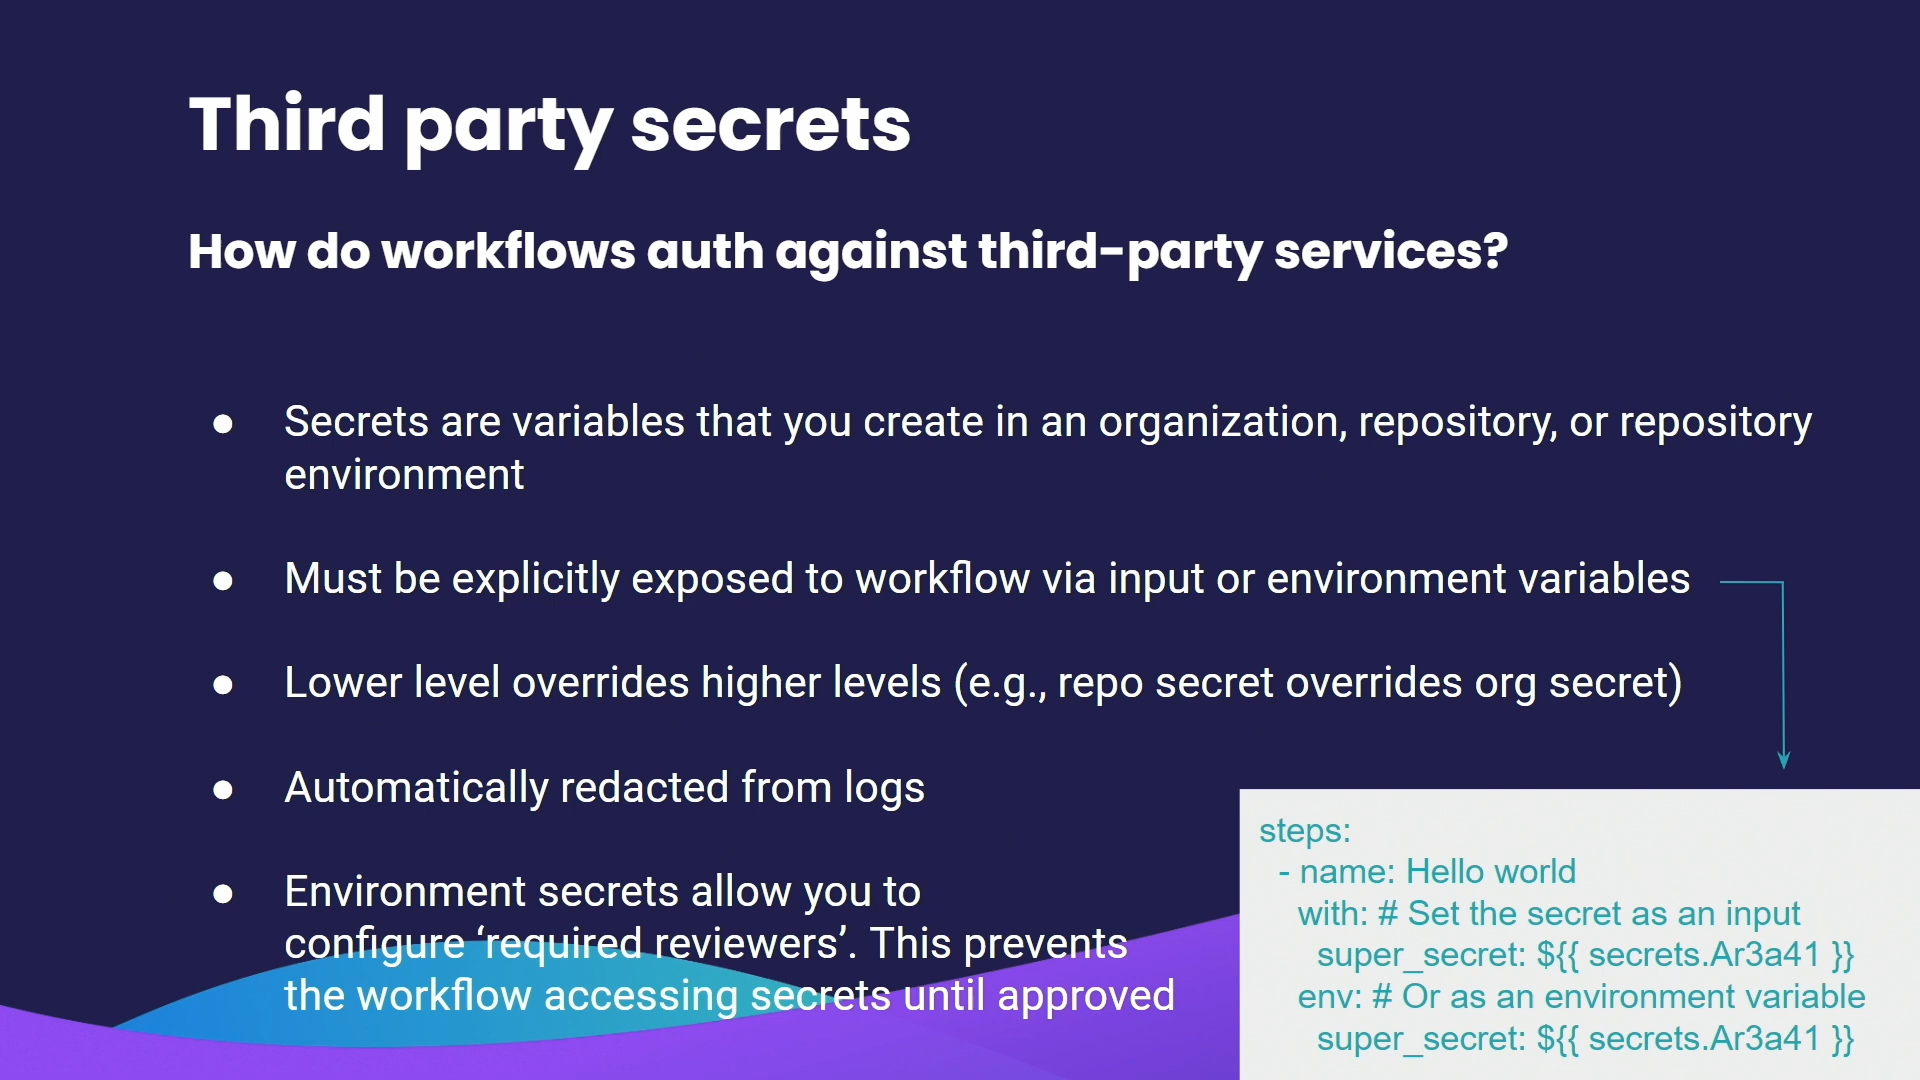 Third party secrets
How do workflows auth against third-party services?
● Secrets are variables that you create in an organization, repository, or repository
environment
● Must be explicitly exposed to workflow via input or environment variables
● Lower level overrides higher levels (e.g., repo secret overrides org secret)
● Automatically redacted from logs
● Environment secrets allow you to
configure ‘required reviewers’. This prevents
the workflow accessing secrets until approved
steps:
  - name: Hello world
    with: # Set the secret as an input
      super_secret: ${{ secrets.Ar3a41 }}
    env: # Or as an environment variable
      super_secret: ${{ secrets.Ar3a41 }}